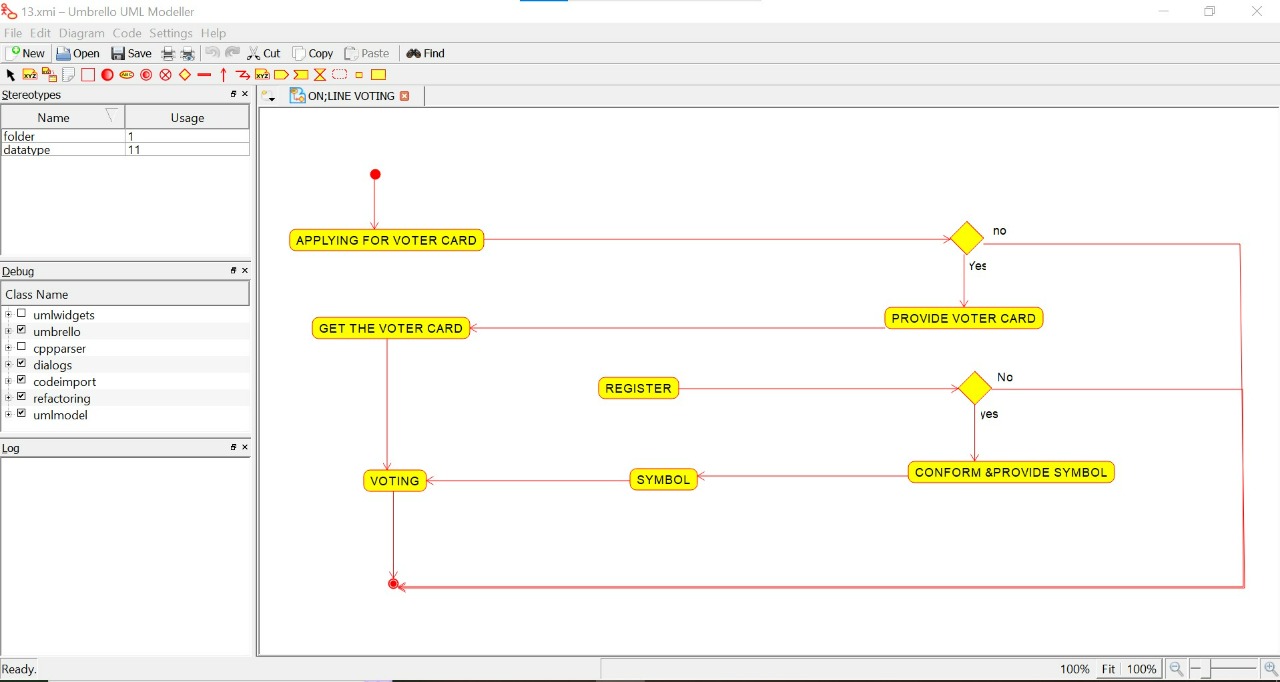 13.xmi – Umbrello UML Modeller
File Edit Diagram Code Settings Help
New Open Save Cut Copy Paste Find
Stereotypes
ON;LINE VOTING
Name Usage
folder 1
datatype 11
Debug
Class Name
umlwidgets
umbrello
cppparser
dialogs
codeimport
refactoring
umlmodel
Log
APPLYING FOR VOTER CARD
no
Yes
PROVIDE VOTER CARD
GET THE VOTER CARD
REGISTER
No
yes
CONFORM &PROVIDE SYMBOL
SYMBOL
VOTING
Ready.
100% Fit 100%